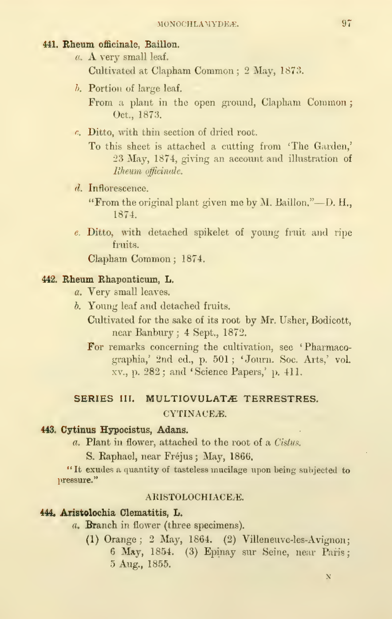 MONOCHLAMYDEÆ. 97
441. Rheum officinale, Baillon.
a. A very small leaf.
Cultivated at Clapham Common ; 2 May, 1873.
b. Portion of large leaf.
From a plant in the open ground, Clapham Common ;
Oct., 1873.
c. Ditto, with thin section of dried root.
To this sheet is attached a cutting from 'The Garden,'
23 May, 1874, giving an account and illustration of
Rheum officinale.
d. Inflorescence.
"From the original plant given me by M. Baillon."—D. H.,
1874.
e. Ditto, with detached spikelet of young fruit and ripe
fruits.
Clapham Common ; 1874.
442. Rheum Rhaponticum, L.
a. Very small leaves.
b. Young leaf and detached fruits.
Cultivated for the sake of its root by Mr. Usher, Bodicott,
near Banbury ; 4 Sept., 1872.
For remarks concerning the cultivation, see 'Pharmaco-
graphia,' 2nd ed., p. 501 ; 'Journ. Soc. Arts,' vol.
xv., p. 282 ; and 'Science Papers,' p. 411.
SERIES III. MULTIOVULATÆ TERRESTRES.
CYTINACEÆ.
443. Cytinus Hypocistus, Adans.
a. Plant in flower, attached to the root of a Cistus.
S. Raphael, near Fréjus ; May, 1866.
"It exudes a quantity of tasteless mucilage upon being subjected to
pressure."
ARISTOLOCHIACEÆ.
444. Aristolochia Clematitis, L.
a. Branch in flower (three specimens).
(1) Orange ; 2 May, 1864. (2) Villeneuve-les-Avignon ;
6 May, 1854. (3) Epinay sur Seine, near Paris ;
5 Aug., 1855.
N